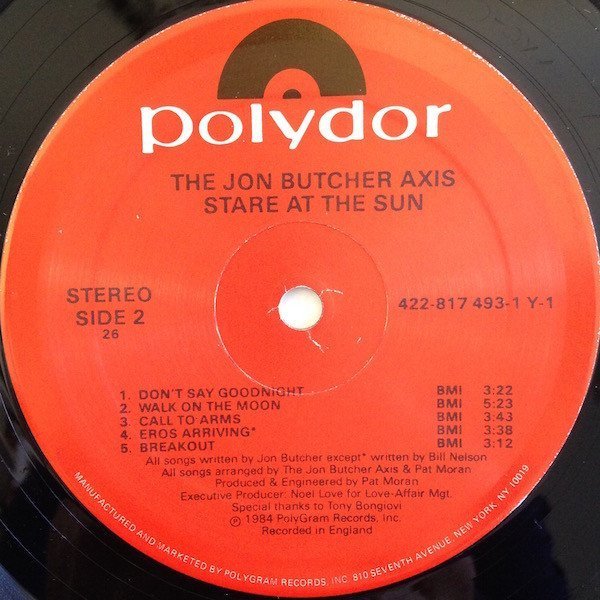 polydor
THE JON BUTCHER AXIS
STARE AT THE SUN
STEREO
SIDE 2
26
422-817 493-1 Y-1
1. DON'T SAY GOODNIGHT BMI 3:22
2. WALK ON THE MOON BMI 5:23
3. CALL TO ARMS BMI 3:43
4. EROS ARRIVING* BMI 3:38
5. BREAKOUT BMI 3:12
All songs written by Jon Butcher except* written by Bill Nelson
All songs arranged by The Jon Butcher Axis & Pat Moran
Produced & Engineered by Pat Moran
Executive Producer: Noel Love for Love-Affair Mgt.
Special thanks to Tony Bongiovi
℗ 1984 PolyGram Records, Inc.
Recorded in England
MANUFACTURED AND MARKETED BY POLYGRAM RECORDS, INC 810 SEVENTH AVENUE, NEW YORK, NY 10019